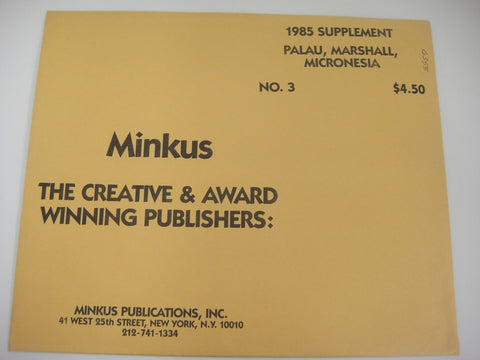 1985 SUPPLEMENT
PALAU, MARSHALL,
MICRONESIA
NO. 3 $4.50
Minkus
THE CREATIVE & AWARD
WINNING PUBLISHERS:
MINKUS PUBLICATIONS, INC.
41 WEST 25th STREET, NEW YORK, N.Y. 10010
212-741-1334